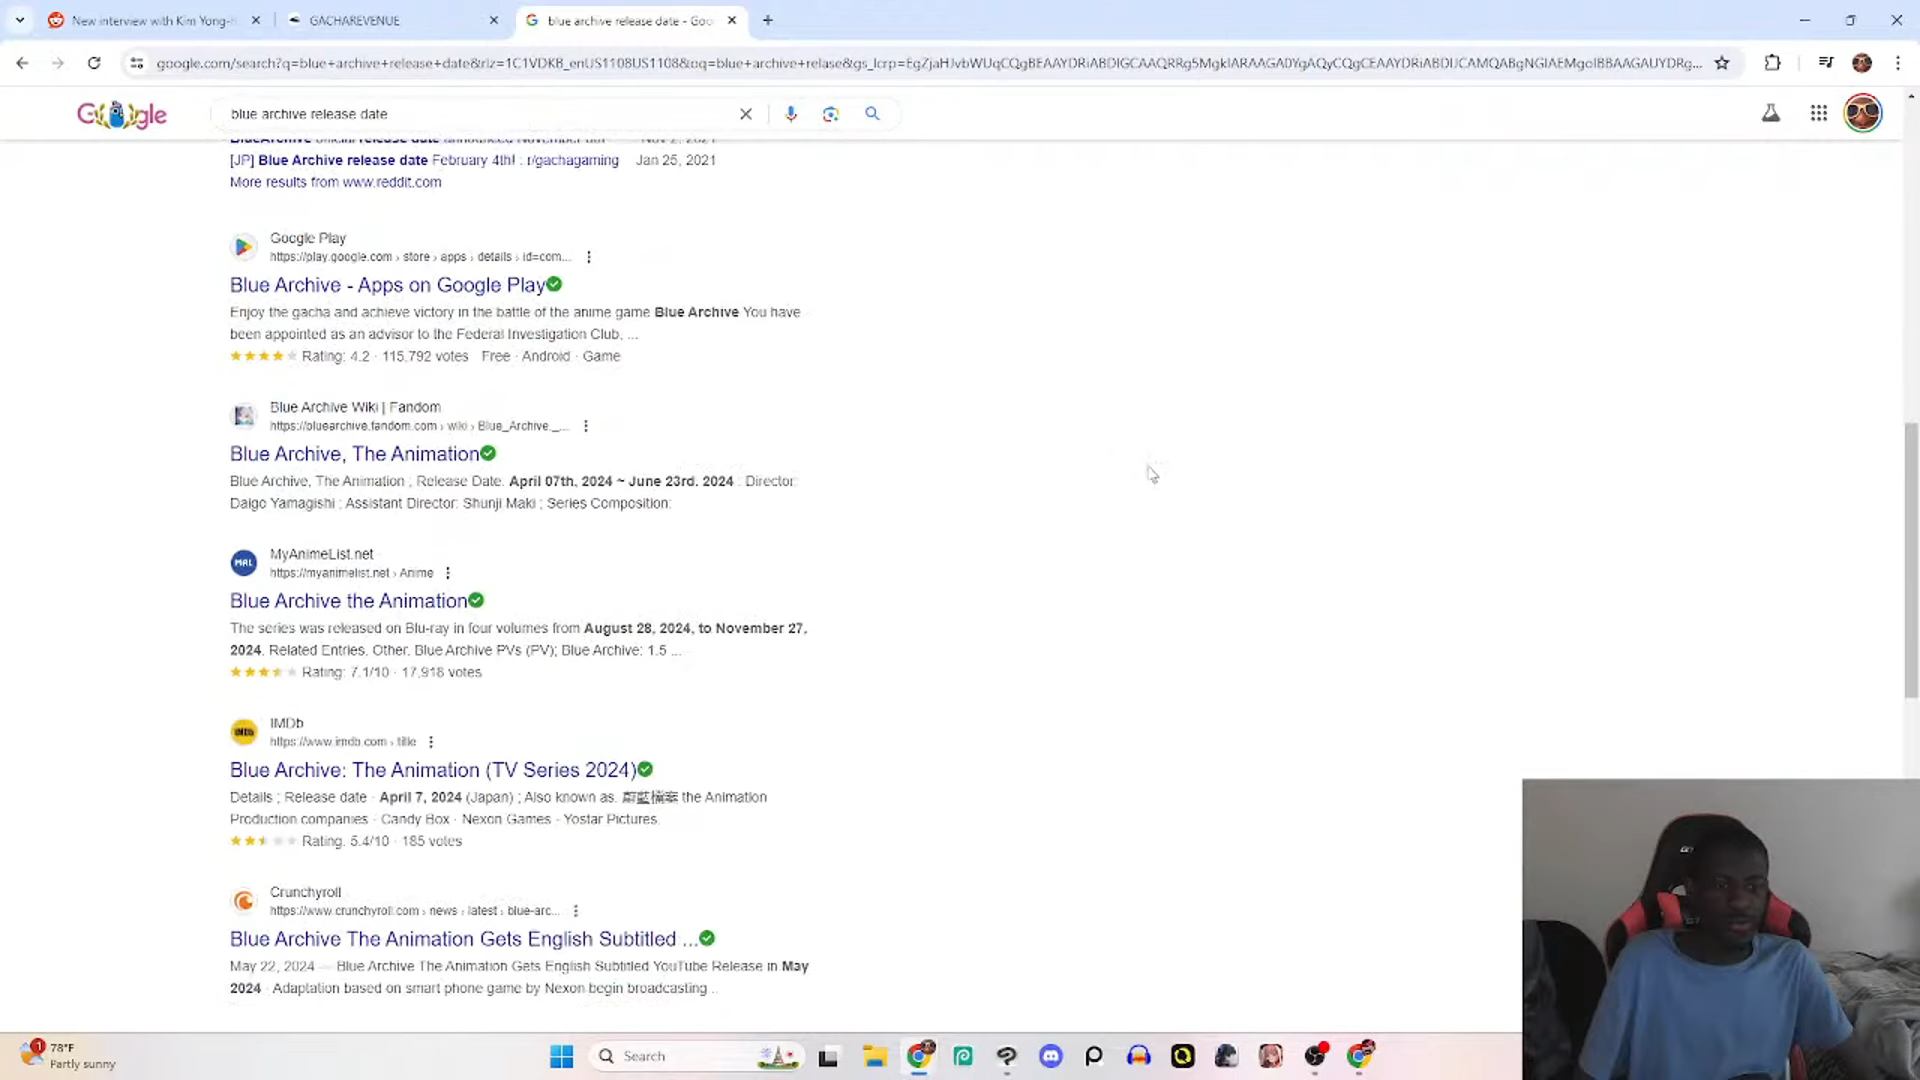 New interview with Kim Yong-
GACHAREVENUE
blue archive release date - Goo
google.com/search?q=blue+archive+release+date&rlz=1C1VDKB_enUS1108US1108&oq=blue+archive+relase&gs_lcrp=EgZjaHJvbWUqCQgBEAAYDRiABDIGCAAQRRg5MgkIARAAGA0YgAQyCQgCEAAYDRiABDIJCAMQABgNGIAEMgoIBBAAGAUYDRg...
Google
blue archive release date
BlueArchive official release date announced November 8th Nov 2, 2021
[JP] Blue Archive release date February 4th! : r/gachagaming Jan 25, 2021
More results from www.reddit.com
Google Play
https://play.google.com › store › apps › details › id=com...
Blue Archive - Apps on Google Play
Enjoy the gacha and achieve victory in the battle of the anime game Blue Archive You have
been appointed as an advisor to the Federal Investigation Club, ...
Rating: 4.2 · 115,792 votes Free · Android · Game
Blue Archive Wiki | Fandom
https://bluearchive.fandom.com › wiki › Blue_Archive,_...
Blue Archive, The Animation
Blue Archive, The Animation ; Release Date. April 07th, 2024 ~ June 23rd, 2024 ; Director:
Daigo Yamagishi ; Assistant Director: Shunji Maki ; Series Composition:
MAL
MyAnimeList.net
https://myanimelist.net › Anime
Blue Archive the Animation
The series was released on Blu-ray in four volumes from August 28, 2024, to November 27,
2024. Related Entries. Other. Blue Archive PVs (PV); Blue Archive: 1.5 ...
Rating: 7.1/10 · 17,918 votes
IMDb
IMDb
https://www.imdb.com › title
Blue Archive: The Animation (TV Series 2024)
Details ; Release date · April 7, 2024 (Japan) ; Also known as. 蔚藍檔案 the Animation
Production companies · Candy Box · Nexon Games · Yostar Pictures.
Rating: 5.4/10 · 185 votes
Crunchyroll
https://www.crunchyroll.com › news › latest › blue-arc...
Blue Archive The Animation Gets English Subtitled ...
May 22, 2024 — Blue Archive The Animation Gets English Subtitled YouTube Release in May
2024 · Adaptation based on smart phone game by Nexon begin broadcasting ..
1
78°F
Partly sunny
Search